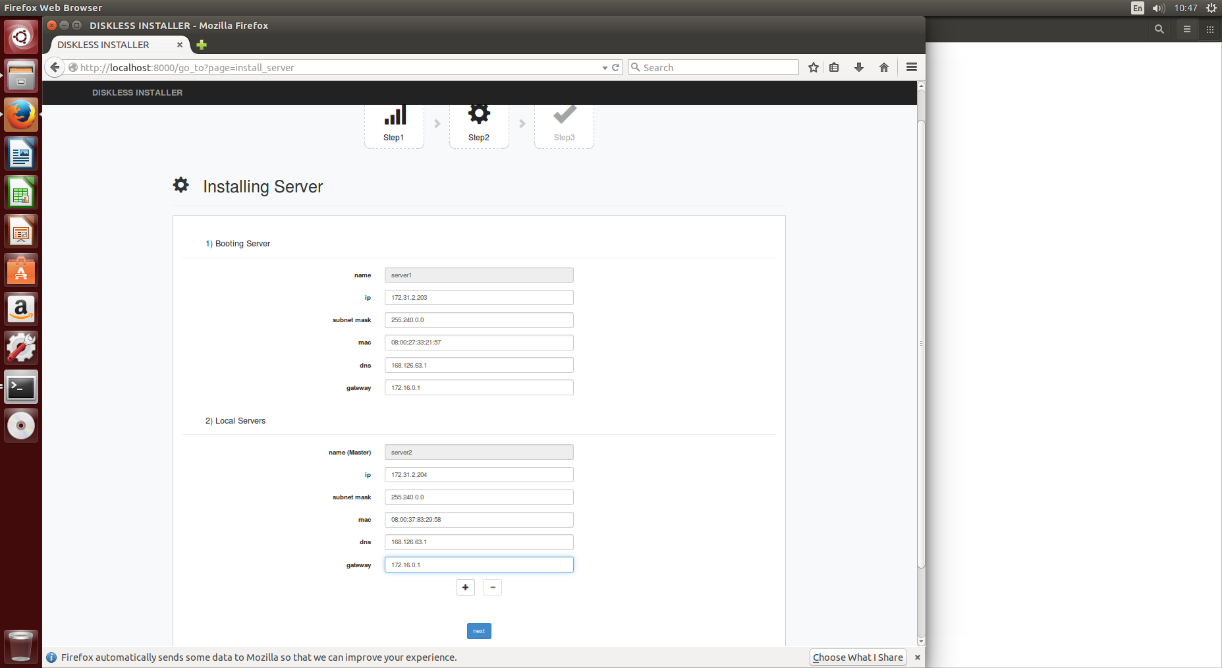 Firefox Web Browser
En
10:47
DISKLESS INSTALLER - Mozilla Firefox
DISKLESS INSTALLER
http://localhost:8000/go_to?page=install_server
Search
DISKLESS INSTALLER
Step1
Step2
Step3
Installing Server
1) Booting Server
name server1
ip 172.31.2.203
subnet mask 255.240.0.0
mac 08:00:27:33:21:57
dns 168.126.63.1
gateway 172.16.0.1
2) Local Servers
name (Master) server2
ip 172.31.2.204
subnet mask 255.240.0.0
mac 08:00:37:83:29:58
dns 168.126.63.1
gateway 172.16.0.1
+ -
next
Firefox automatically sends some data to Mozilla so that we can improve your experience.
Choose What I Share